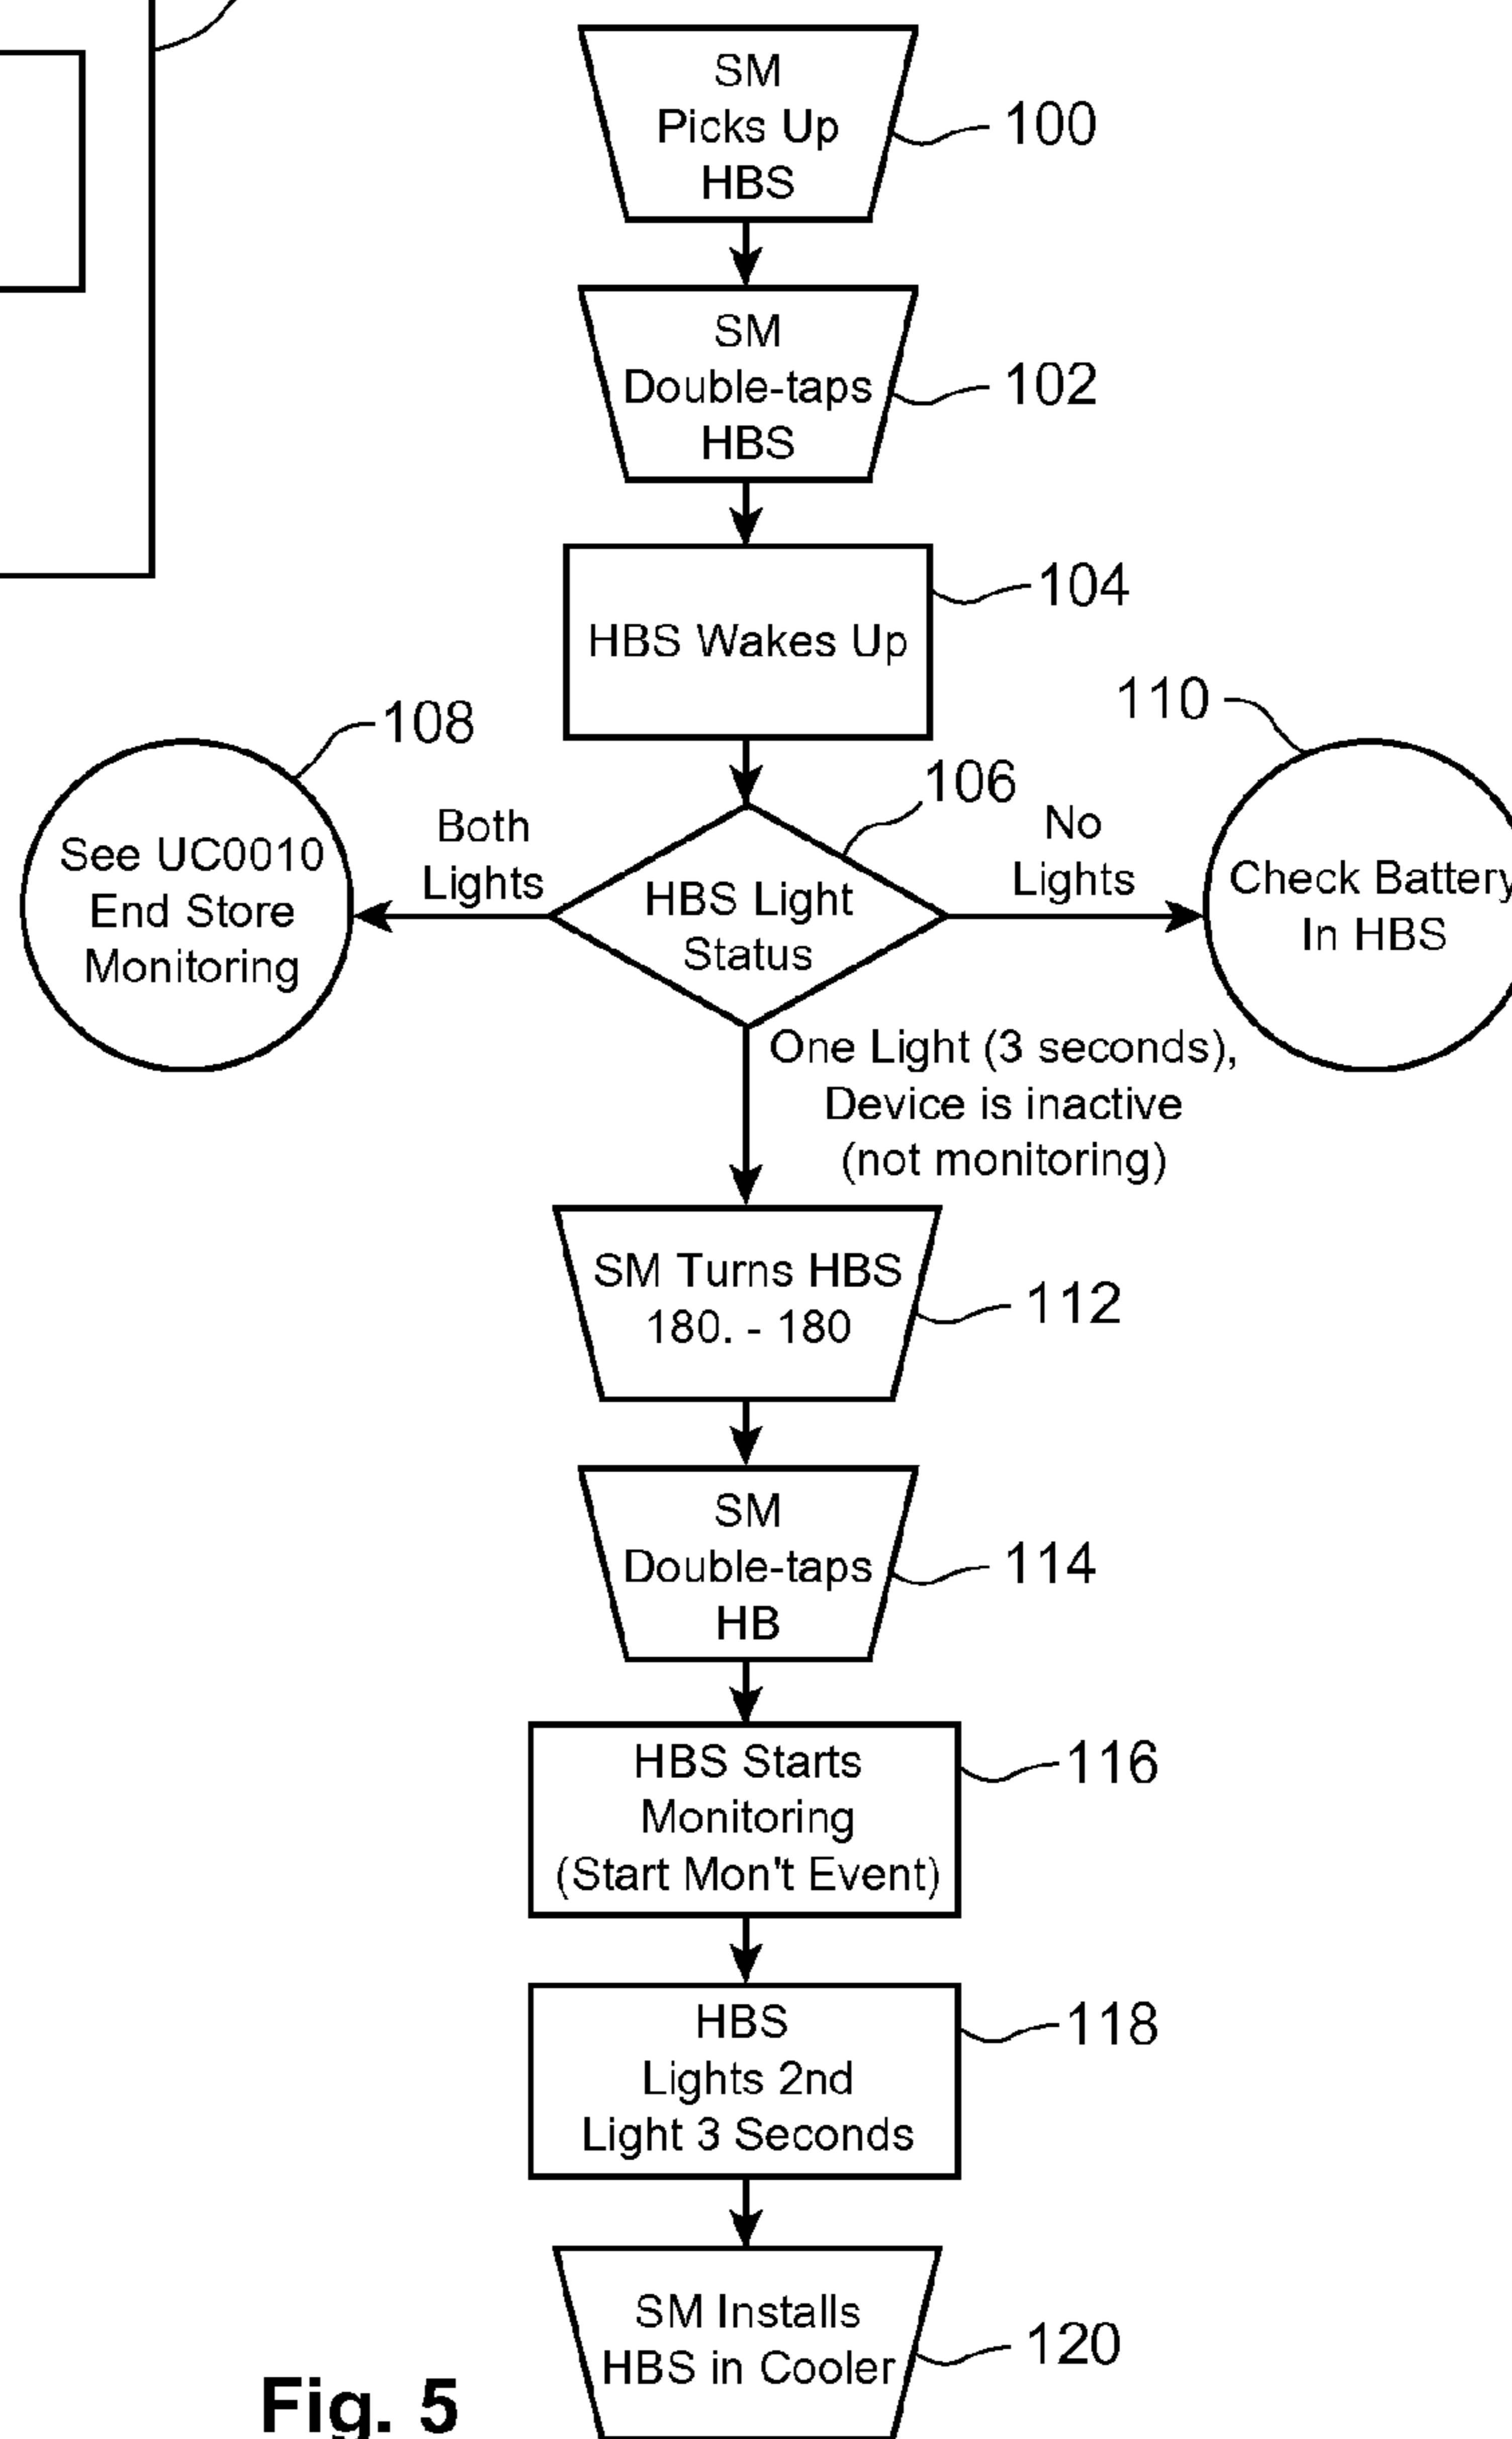 SM
Picks Up
HBS
100
SM
Double-taps
HBS
102
HBS Wakes Up
104
108
110
106
See UC0010
End Store
Monitoring
Both
Lights
HBS Light
Status
No
Lights
Check Battery
In HBS
One Light (3 seconds),
Device is inactive
(not monitoring)
SM Turns HBS
180. - 180
112
SM
Double-taps
HB
114
HBS Starts
Monitoring
(Start Mon't Event)
116
HBS
Lights 2nd
Light 3 Seconds
118
SM Installs
HBS in Cooler
120
Fig. 5